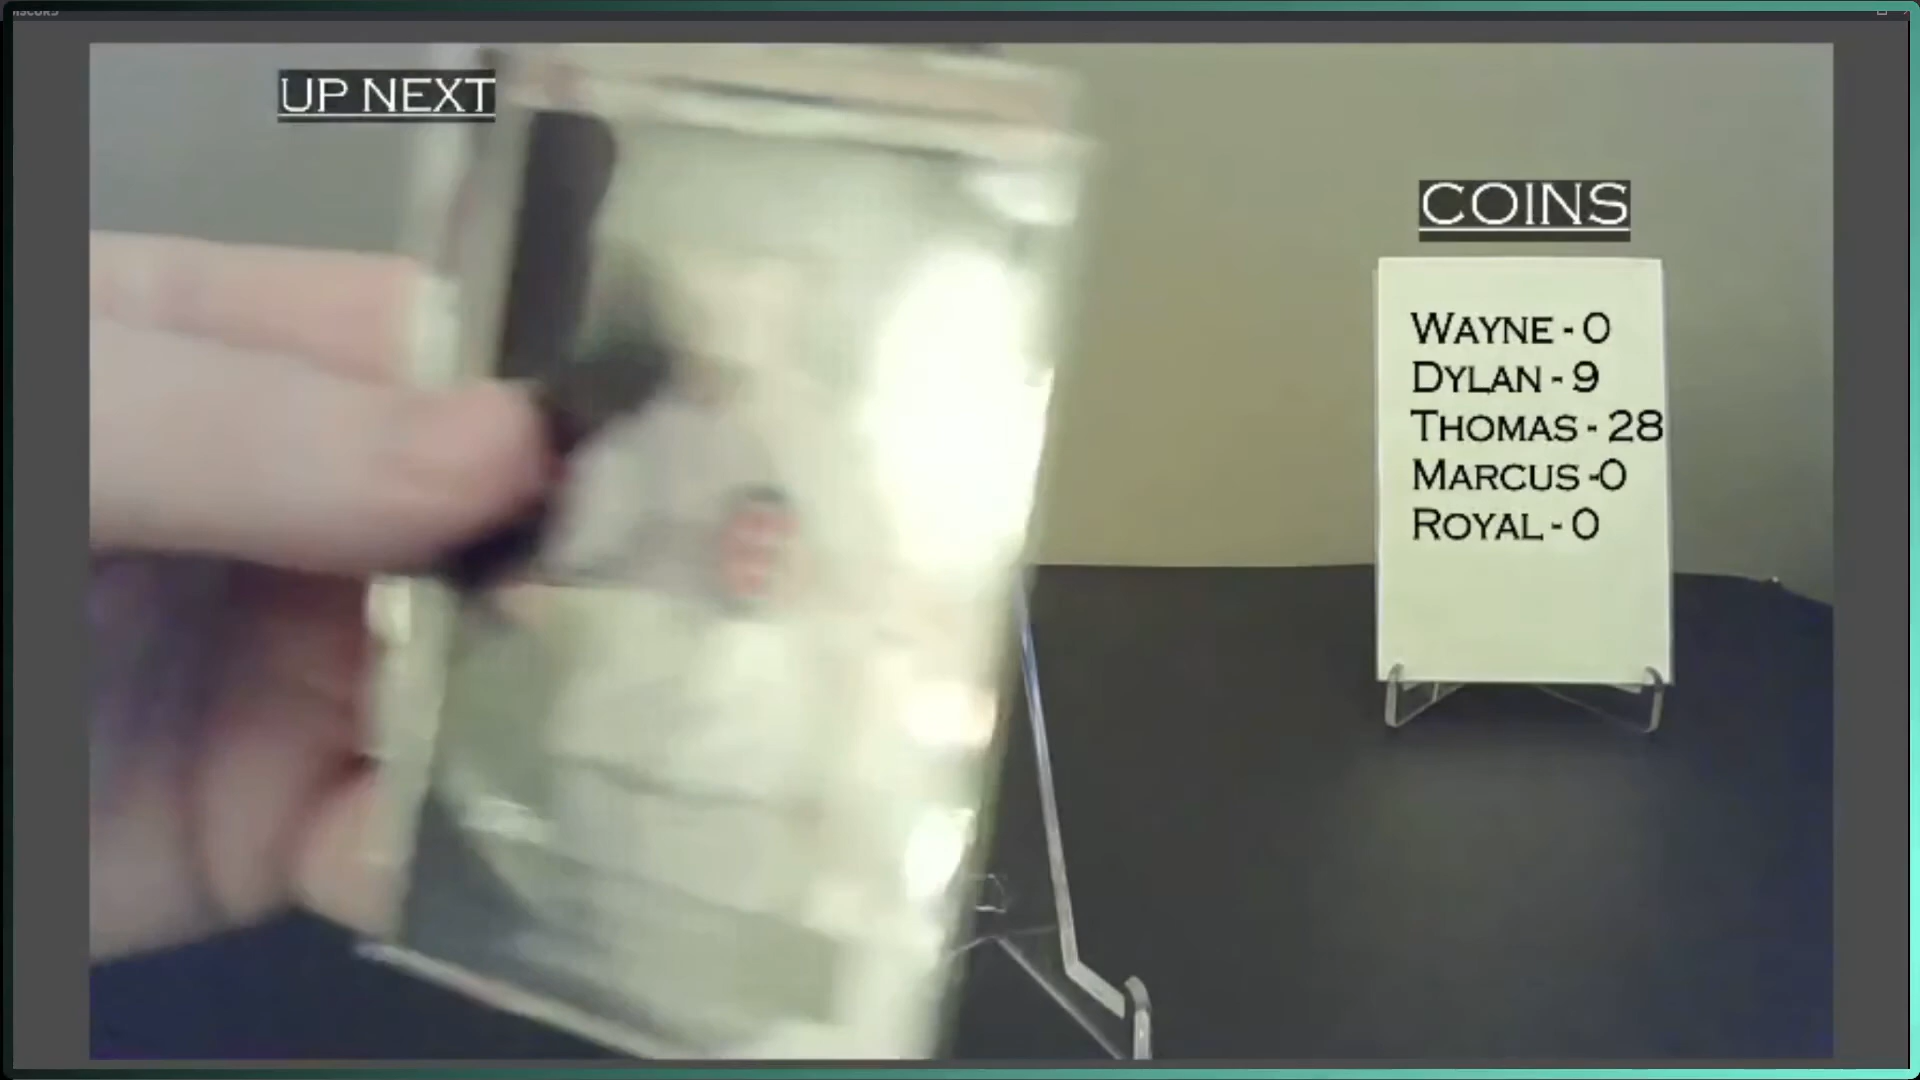 UP NEXT
COINS
WAYNE - 0
DYLAN - 9
THOMAS - 28
MARCUS -0
ROYAL - 0